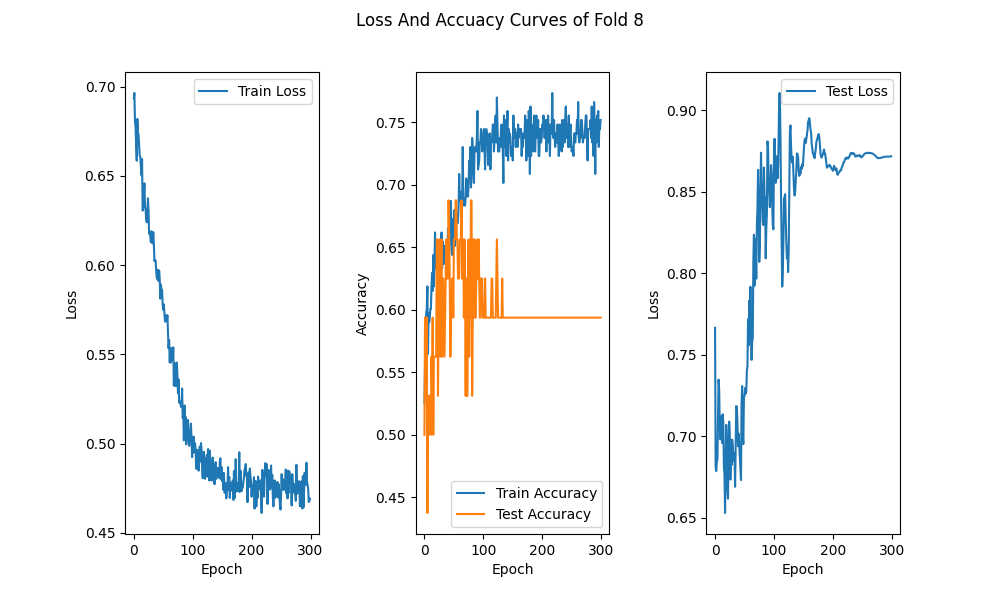 Loss And Accuacy Curves of Fold 8
0.70
0.65
0.60
0.55
0.50
0.45
Loss
0 100 200 300
Epoch
Train Loss
0.75
0.70
0.65
0.60
0.55
0.50
0.45
Accuracy
0 100 200 300
Epoch
Train Accuracy
Test Accuracy
0.90
0.85
0.80
0.75
0.70
0.65
Loss
0 100 200 300
Epoch
Test Loss